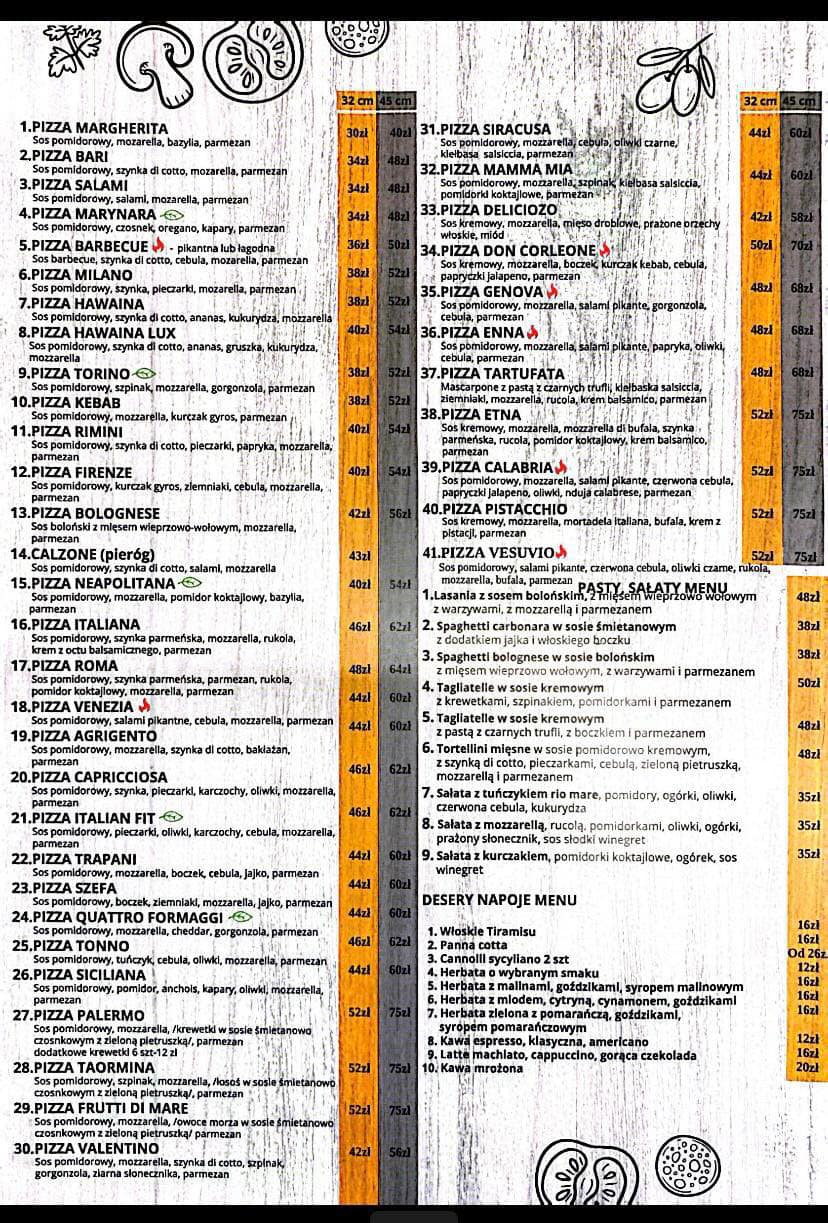 32 cm 45 cm
1.PIZZA MARGHERITA 30zł 40zł
Sos pomidorowy, mozarella, bazylia, parmezan
2.PIZZA BARI 34zł 48zł
Sos pomidorowy, szynka di cotto, mozarella, parmezan
3.PIZZA SALAMI 34zł 48zł
Sos pomidorowy, salami, mozarella, parmezan
4.PIZZA MARYNARA 34zł 48zł
Sos pomidorowy, czosnek, oregano, kapary, parmezan
5.PIZZA BARBECUE - pikantna lub łagodna 36zł 50zł
Sos barbecue, szynka di cotto, cebula, mozarella, parmezan
6.PIZZA MILANO 38zł 52zł
Sos pomidorowy, szynka, pieczarki, mozarella, parmezan
7.PIZZA HAWAINA 38zł 52zł
Sos pomidorowy, szynka di cotto, ananas, kukurydza, mozzarella
8.PIZZA HAWAINA LUX 40zł 54zł
Sos pomidorowy, szynka di cotto, ananas, gruszka, kukurydza,
mozzarella
9.PIZZA TORINO 38zł 52zł
Sos pomidorowy, szpinak, mozzarella, gorgonzola, parmezan
10.PIZZA KEBAB 38zł 52zł
Sos pomidorowy, mozzarella, kurczak gyros, parmezan
11.PIZZA RIMINI 40zł 54zł
Sos pomidorowy, szynka di cotto, pieczarki, papryka, mozzarella,
parmezan
12.PIZZA FIRENZE 40zł 54zł
Sos pomidorowy, kurczak gyros, ziemniaki, cebula, mozzarella,
parmezan
13.PIZZA BOLOGNESE 42zł 56zł
Sos boloński z mięsem wieprzowo-wołowym, mozzarella,
parmezan
14.CALZONE (pieróg) 43zł
Sos pomidorowy, szynka di cotto, salami, mozzarella
15.PIZZA NEAPOLITANA 40zł 54zł
Sos pomidorowy, mozzarella, pomidor koktajlowy, bazylia,
parmezan
16.PIZZA ITALIANA 46zł 62zł
Sos pomidorowy, szynka parmeńska, mozzarella, rukola,
krem z octu balsamicznego, parmezan
17.PIZZA ROMA 48zł 64zł
Sos pomidorowy, szynka parmeńska, parmezan, rukola,
pomidor koktajlowy, mozzarella, parmezan
18.PIZZA VENEZIA 44zł 60zł
Sos pomidorowy, salami pikantne, cebula, mozzarella, parmezan
19.PIZZA AGRIGENTO 44zł 60zł
Sos pomidorowy, mozzarella, szynka di cotto, bakłażan,
parmezan
20.PIZZA CAPRICCIOSA 46zł 62zł
Sos pomidorowy, szynka, pieczarki, karczochy, oliwki, mozzarella,
parmezan
21.PIZZA ITALIAN FIT 46zł 62zł
Sos pomidorowy, pieczarki, oliwki, karczochy, cebula, mozzarella,
parmezan
22.PIZZA TRAPANI 44zł 60zł
Sos pomidorowy, mozzarella, boczek, cebula, jajko, parmezan
23.PIZZA SZEFA 44zł 60zł
Sos pomidorowy, boczek, ziemniaki, mozzarella, jajko, parmezan
24.PIZZA QUATTRO FORMAGGI 44zł 60zł
Sos pomidorowy, mozzarella, cheddar, gorgonzola, parmezan
25.PIZZA TONNO 46zł 62zł
Sos pomidorowy, tuńczyk, cebula, oliwki, mozzarella, parmezan
26.PIZZA SICILIANA 44zł 60zł
Sos pomidorowy, pomidor, anchois, kapary, oliwki, mozzarella,
parmezan
27.PIZZA PALERMO 52zł 75zł
Sos pomidorowy, mozzarella, /krewetki w sosie śmietanowo
czosnkowym z zieloną pietruszką/, parmezan
dodatkowe krewetki 6 szt-12 zl
28.PIZZA TAORMINA 52zł 75zł
Sos pomidorowy, szpinak, mozzarella, /łosoś w sosie śmietanowo
czosnkowym z zieloną pietruszką/, parmezan
29.PIZZA FRUTTI DI MARE 52zł 75zł
Sos pomidorowy, mozzarella, /owoce morza w sosie śmietanowo
czosnkowym z zieloną pietruszką/ parmezan
30.PIZZA VALENTINO 42zł 56zł
Sos pomidorowy, mozzarella, szynka di cotto, szpinak,
gorgonzola, ziarna słonecznika, parmezan
32 cm 45 cm
31.PIZZA SIRACUSA 44zł 60zł
Sos pomidorowy, mozzarella, cebula, oliwki czarne,
kiełbasa salsiccia, parmezan
32.PIZZA MAMMA MIA 44zł 60zł
Sos pomidorowy, mozzarella, szpinak, kiełbasa salsiccia,
pomidorki koktajlowe, parmezan
33.PIZZA DELICIOZO 42zł 58zł
Sos kremowy, mozzarella, mięso drobiowe, prażone orzechy
włoskie, miód
34.PIZZA DON CORLEONE 50zł 70zł
Sos kremowy, mozzarella, boczek, kurczak kebab, cebula,
papryczki jalapeno, parmezan
35.PIZZA GENOVA 48zł 68zł
Sos pomidorowy, mozzarella, salami pikante, gorgonzola,
cebula, parmezan
36.PIZZA ENNA 48zł 68zł
Sos pomidorowy, mozzarella, salami pikante, papryka, oliwki,
cebula, parmezan
37.PIZZA TARTUFATA 48zł 68zł
Mascarpone z pastą z czarnych trufli, kiełbaska salsiccia,
ziemniaki, mozzarella, rucola, krem balsamico, parmezan
38.PIZZA ETNA 52zł 75zł
Sos kremowy, mozzarella, mozzarella di bufala, szynka
parmeńska, rucola, pomidor koktajlowy, krem balsamico,
parmezan
39.PIZZA CALABRIA 52zł 75zł
Sos pomidorowy, mozzarella, salami pikante, czerwona cebula,
papryczki jalapeno, oliwki, nduja calabrese, parmezan
40.PIZZA PISTACCHIO 52zł 75zł
Sos kremowy, mozzarella, mortadela italiana, bufala, krem z
pistacji, parmezan
41.PIZZA VESUVIO 52zł 75zł
Sos pomidorowy, salami pikante, czerwona cebula, oliwki czarne, rukola,
mozzarella, bufala, parmezan
PASTY, SAŁATY MENU
1.Lasania z sosem bolońskim, z mięsem wieprzowo wołowym 48zł
z warzywami, z mozzarellą i parmezanem
2. Spaghetti carbonara w sosie śmietanowym 38zł
z dodatkiem jajka i włoskiego boczku
3. Spaghetti bolognese w sosie bolońskim 38zł
z mięsem wieprzowo wołowym, z warzywami i parmezanem
4. Tagliatelle w sosie kremowym 50zł
z krewetkami, szpinakiem, pomidorkami i parmezanem
5. Tagliatelle w sosie kremowym 48zł
z pastą z czarnych trufli, z boczkiem i parmezanem
6. Tortellini mięsne w sosie pomidorowo kremowym, 48zł
z szynką di cotto, pieczarkami, cebulą, zieloną pietruszką,
mozzarellą i parmezanem
7. Sałata z tuńczykiem rio mare, pomidory, ogórki, oliwki, 35zł
czerwona cebula, kukurydza
8. Sałata z mozzarellą, rucolą, pomidorkami, oliwki, ogórki, 35zł
prażony słonecznik, sos słodki winegret
9. Sałata z kurczakiem, pomidorki koktajlowe, ogórek, sos 35zł
winegret
DESERY NAPOJE MENU
1. Włoskie Tiramisu 16zł
2. Panna cotta 16zł
3. Cannolli sycyliano 2 szt Od 26z
4. Herbata o wybranym smaku 12zł
5. Herbata z malinami, goździkami, syropem malinowym 16zł
6. Herbata z miodem, cytryną, cynamonem, goździkami 16zł
7. Herbata zielona z pomarańczą, goździkami, 16zł
syropem pomarańczowym
8. Kawa espresso, klasyczna, americano 12zł
9. Latte machiato, cappuccino, gorąca czekolada 16zł
10. Kawa mrożona 20zł